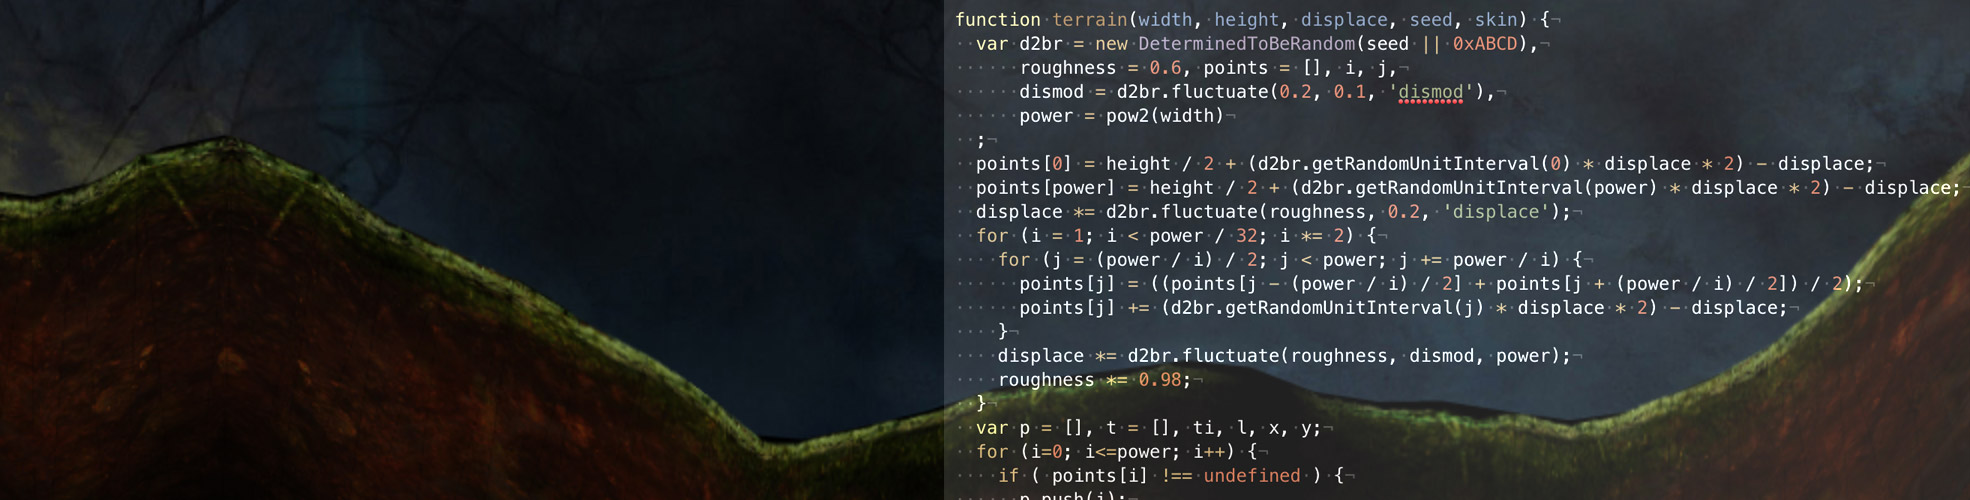 function terrain(width, height, displace, seed, skin) {
  var d2br = new DeterminedToBeRandom(seed || 0xABCD),
      roughness = 0.6, points = [], i, j,
      dismod = d2br.fluctuate(0.2, 0.1, 'dismod'),
      power = pow2(width)
  ;
  points[0] = height / 2 + (d2br.getRandomUnitInterval(0) * displace * 2) - displace;
  points[power] = height / 2 + (d2br.getRandomUnitInterval(power) * displace * 2) - displace;
  displace *= d2br.fluctuate(roughness, 0.2, 'displace');
  for (i = 1; i < power / 32; i *= 2) {
    for (j = (power / i) / 2; j < power; j += power / i) {
      points[j] = ((points[j - (power / i) / 2] + points[j + (power / i) / 2]) / 2);
      points[j] += (d2br.getRandomUnitInterval(j) * displace * 2) - displace;
    }
    displace *= d2br.fluctuate(roughness, dismod, power);
    roughness *= 0.98;
  }
  var p = [], t = [], ti, l, x, y;
  for (i=0; i<=power; i++) {
    if ( points[i] !== undefined ) {
      p.push(i);